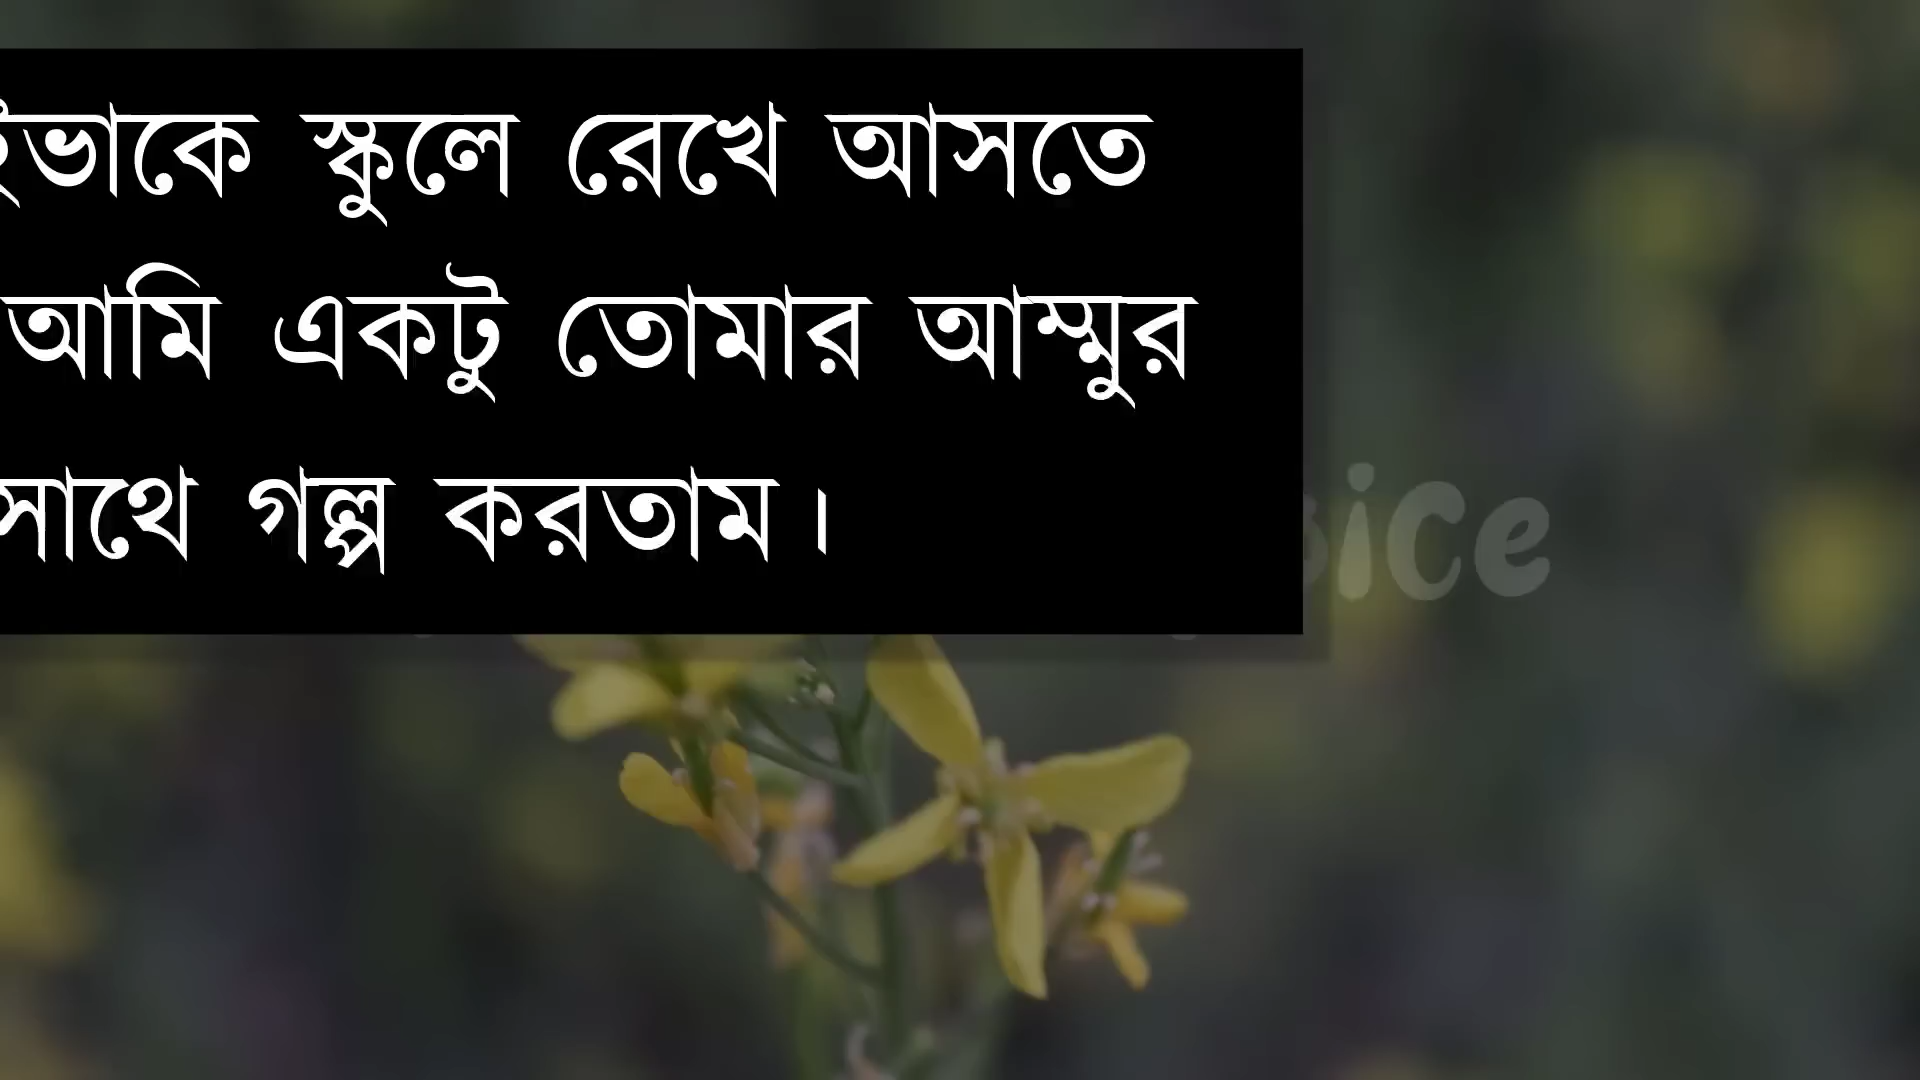 স্কুলে রেখে আসতে
আমি একটু তোমার আম্মুর
সাথে গল্প করতাম।